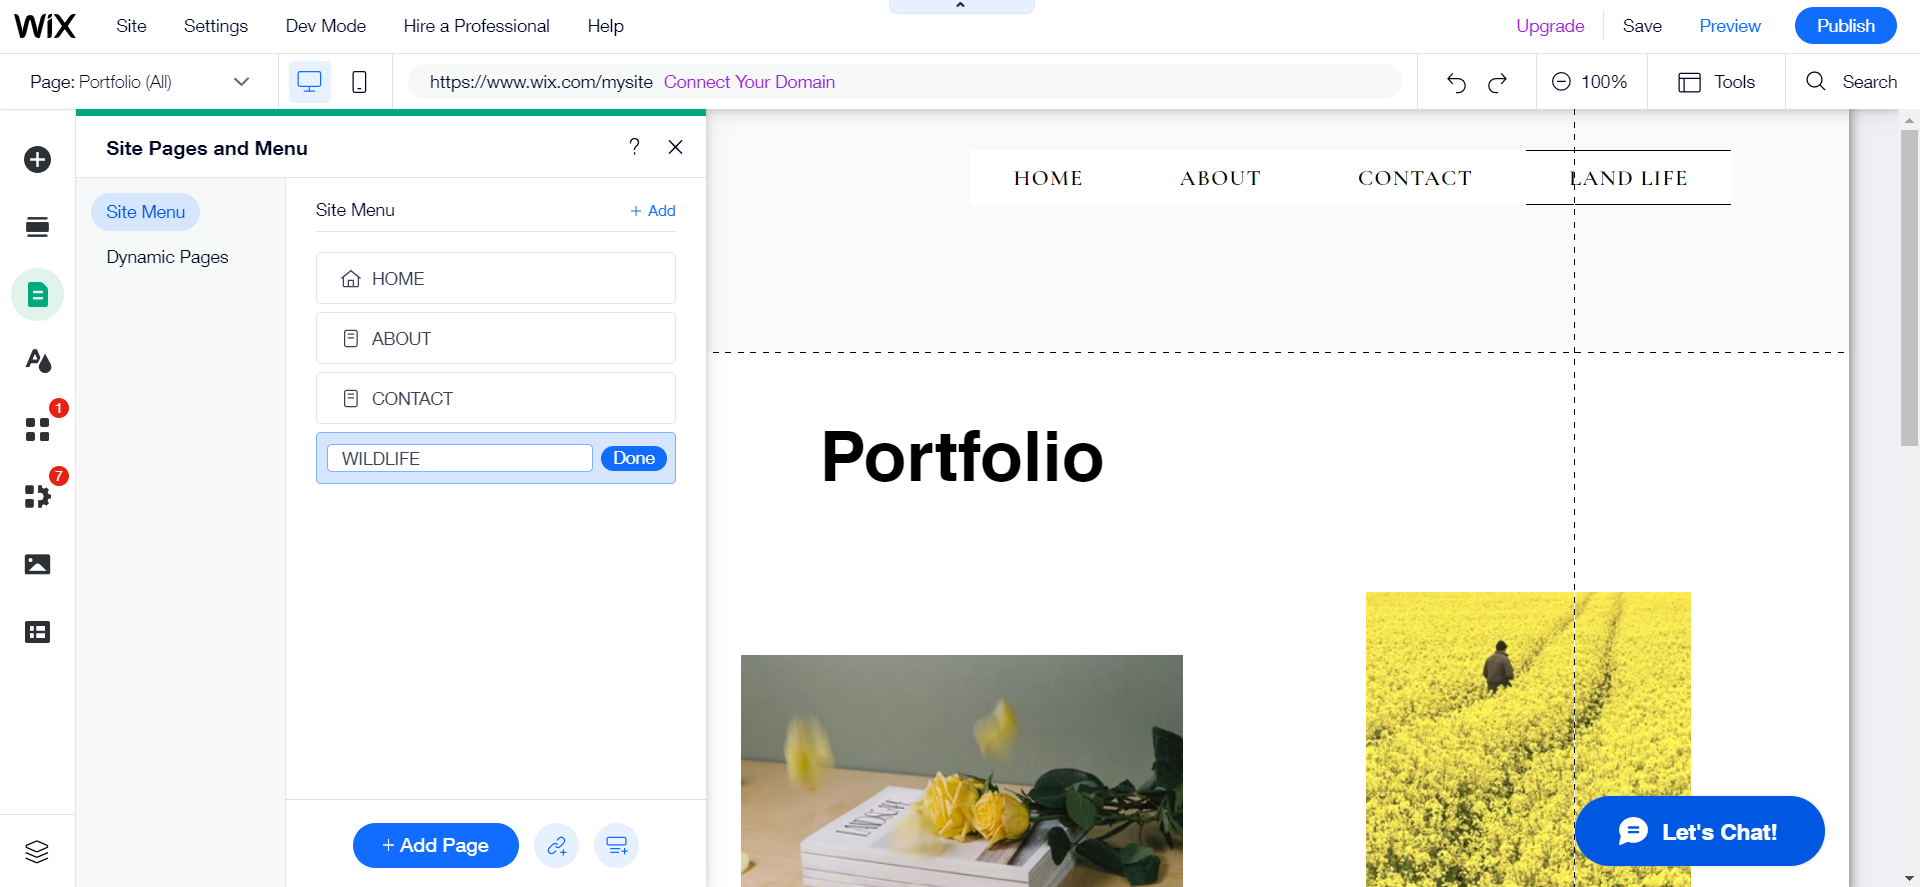 WiX Site Settings Dev Mode Hire a Professional Help Upgrade Save Preview Publish
Page: Portfolio (All) https://www.wix.com/mysite Connect Your Domain 100% Tools Search
Site Pages and Menu ?
Site Menu
Dynamic Pages
Site Menu + Add
HOME
ABOUT
CONTACT
WILDLIFE Done
+ Add Page
1
7
HOME ABOUT CONTACT LAND LIFE
Portfolio
LANDSCAPE
Let's Chat!